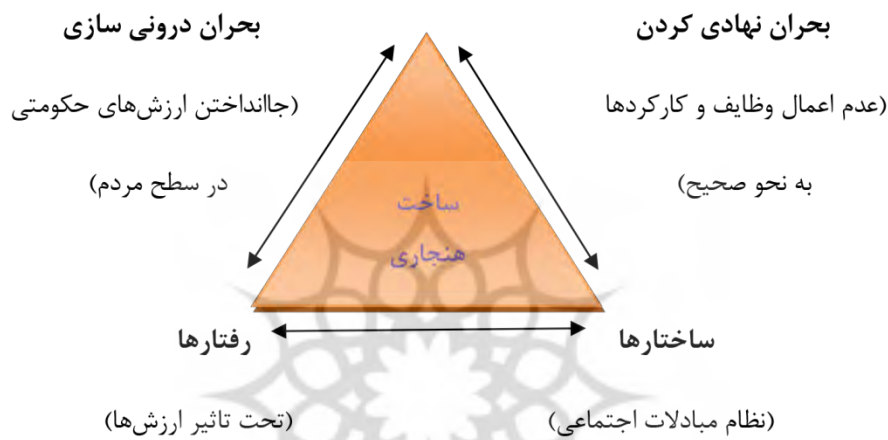 بحران نهادی کردن
بحران درونی سازی
(عدم اعمال وظایف و کارکردها
(جاانداختن ارزش‌های حکومتی
به نحو صحیح)
در سطح مردم)
ساخت
هنجاری
ساختارها
رفتارها
(نظام مبادلات اجتماعی)
(تحت تاثیر ارزش‌ها)